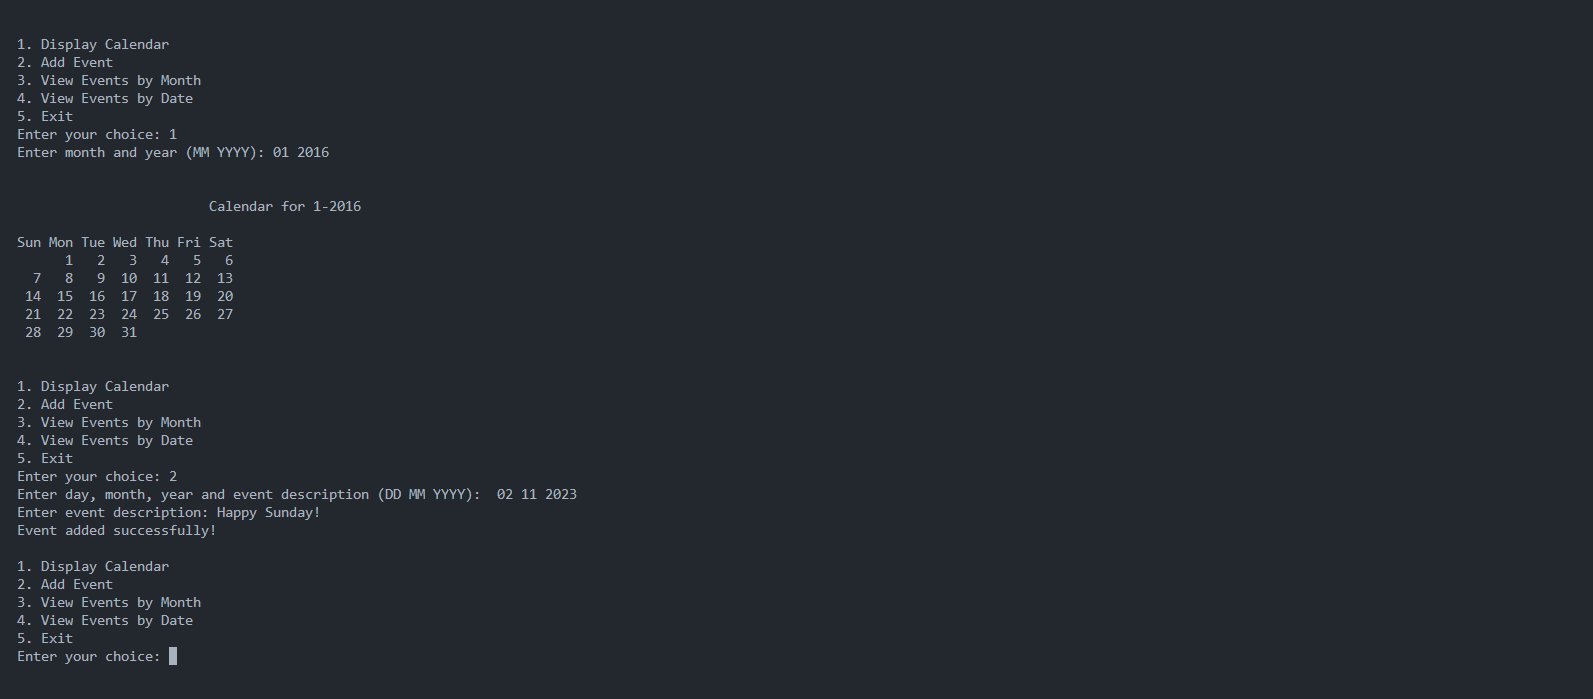 1. Display Calendar
2. Add Event
3. View Events by Month
4. View Events by Date
5. Exit
Enter your choice: 1
Enter month and year (MM YYYY): 01 2016
Calendar for 1-2016
Sun Mon Tue Wed Thu Fri Sat
1 2 3 4 5 6
7 8 9 10 11 12 13
14 15 16 17 18 19 20
21 22 23 24 25 26 27
28 29 30 31
1. Display Calendar
2. Add Event
3. View Events by Month
4. View Events by Date
5. Exit
Enter your choice: 2
Enter day, month, year and event description (DD MM YYYY):  02 11 2023
Enter event description: Happy Sunday!
Event added successfully!
1. Display Calendar
2. Add Event
3. View Events by Month
4. View Events by Date
5. Exit
Enter your choice: